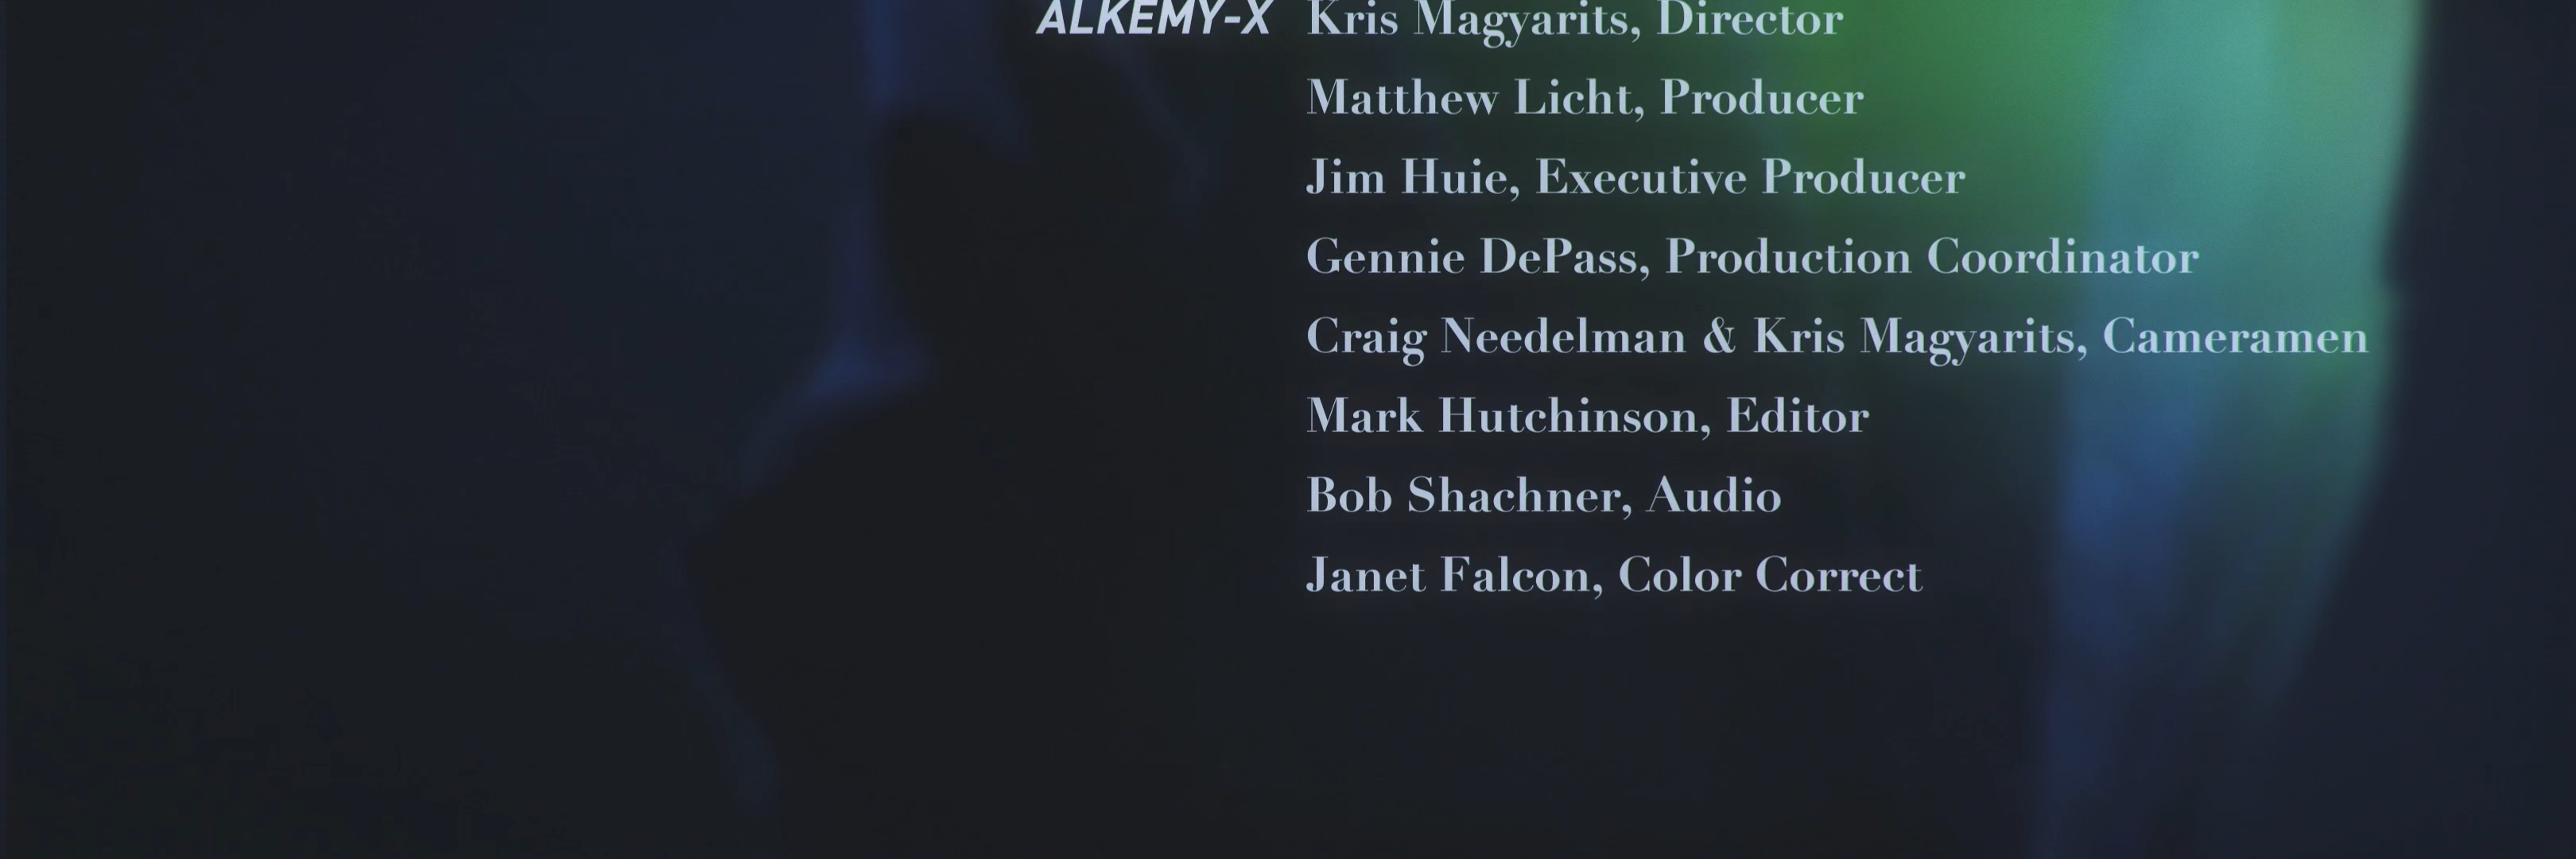 ALKEMY-X Kris Magyarits, Director
Matthew Licht, Producer
Jim Huie, Executive Producer
Gennie DePass, Production Coordinator
Craig Needelman & Kris Magyarits, Cameramen
Mark Hutchinson, Editor
Bob Shachner, Audio
Janet Falcon, Color Correct